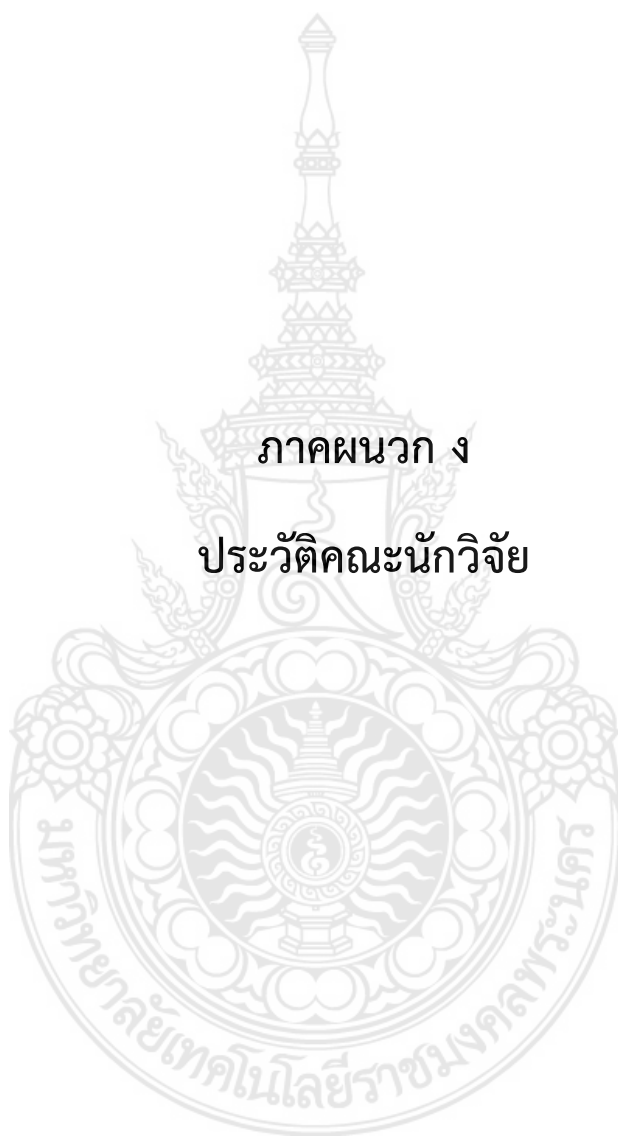 ภาคผนวก ง
ประวัติคณะนักวิจัย
มหาวิทยาลัยเทคโนโลยีราชมงคลพระนคร